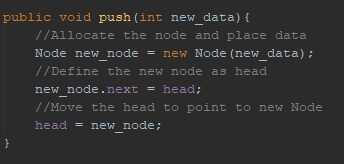 public void push(int new_data){
//Allocate the node and place data
Node new_node = new Node(new_data);
//Define the new node as head
new_node.next = head;
//Move the head to point to new Node
head = new_node;
}